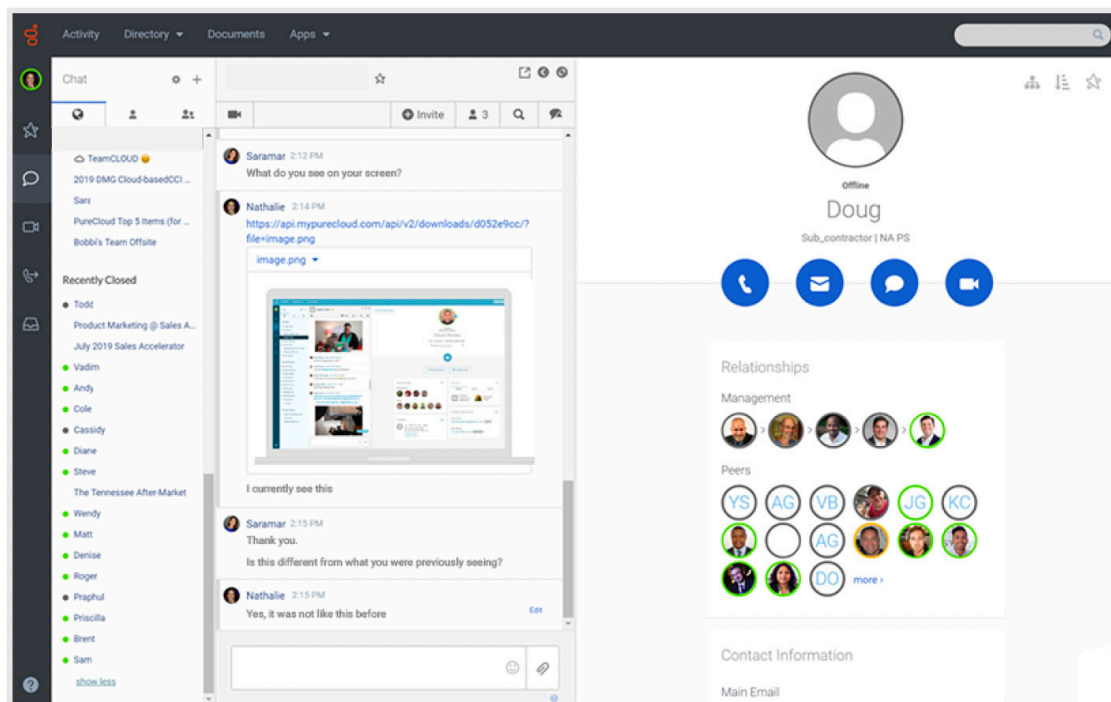 Activity
Directory
Documents
Apps
Chat
TeamCLOUD
2019 DMG Cloud-basedCCI ...
Sara
PureCloud Top 5 Items (for ...
Bobbi's Team Offsite
Recently Closed
Todd
Product Marketing @ Sales A...
July 2019 Sales Accelerator
Vadim
Andy
Cole
Cassidy
Diane
Steve
The Tennessee After-Market
Wendy
Matt
Denise
Roger
Praphul
Priscilla
Brent
Sam
show less
Invite
3
Saramar 2:12 PM
What do you see on your screen?
Nathalie 2:14 PM
https://api.mypurecloud.com/api/v2/downloads/d052e9cc/?
file=image.png
image.png
I currently see this
Saramar 2:15 PM
Thank you.
Is this different from what you were previously seeing?
Nathalie 2:15 PM
Yes, it was not like this before
Edit
Offline
Doug
Sub_contractor | NA PS
Relationships
Management
Peers
YS AG VB JG KC
AG
DO more ›
Contact Information
Main Email